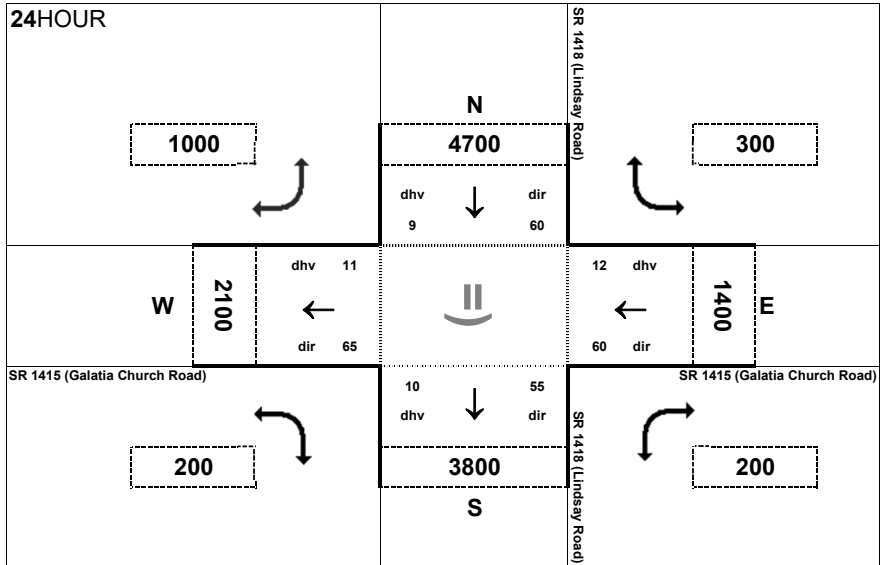 24HOUR
SR 1418 (Lindsay Road)
N
1000
4700
300
dhv
dir
9
60
dhv 11
12 dhv
W
2100
1400
E
dir 65
60 dir
SR 1415 (Galatia Church Road)
SR 1415 (Galatia Church Road)
10
55
dhv
dir
SR 1418 (Lindsay Road)
200
3800
200
S